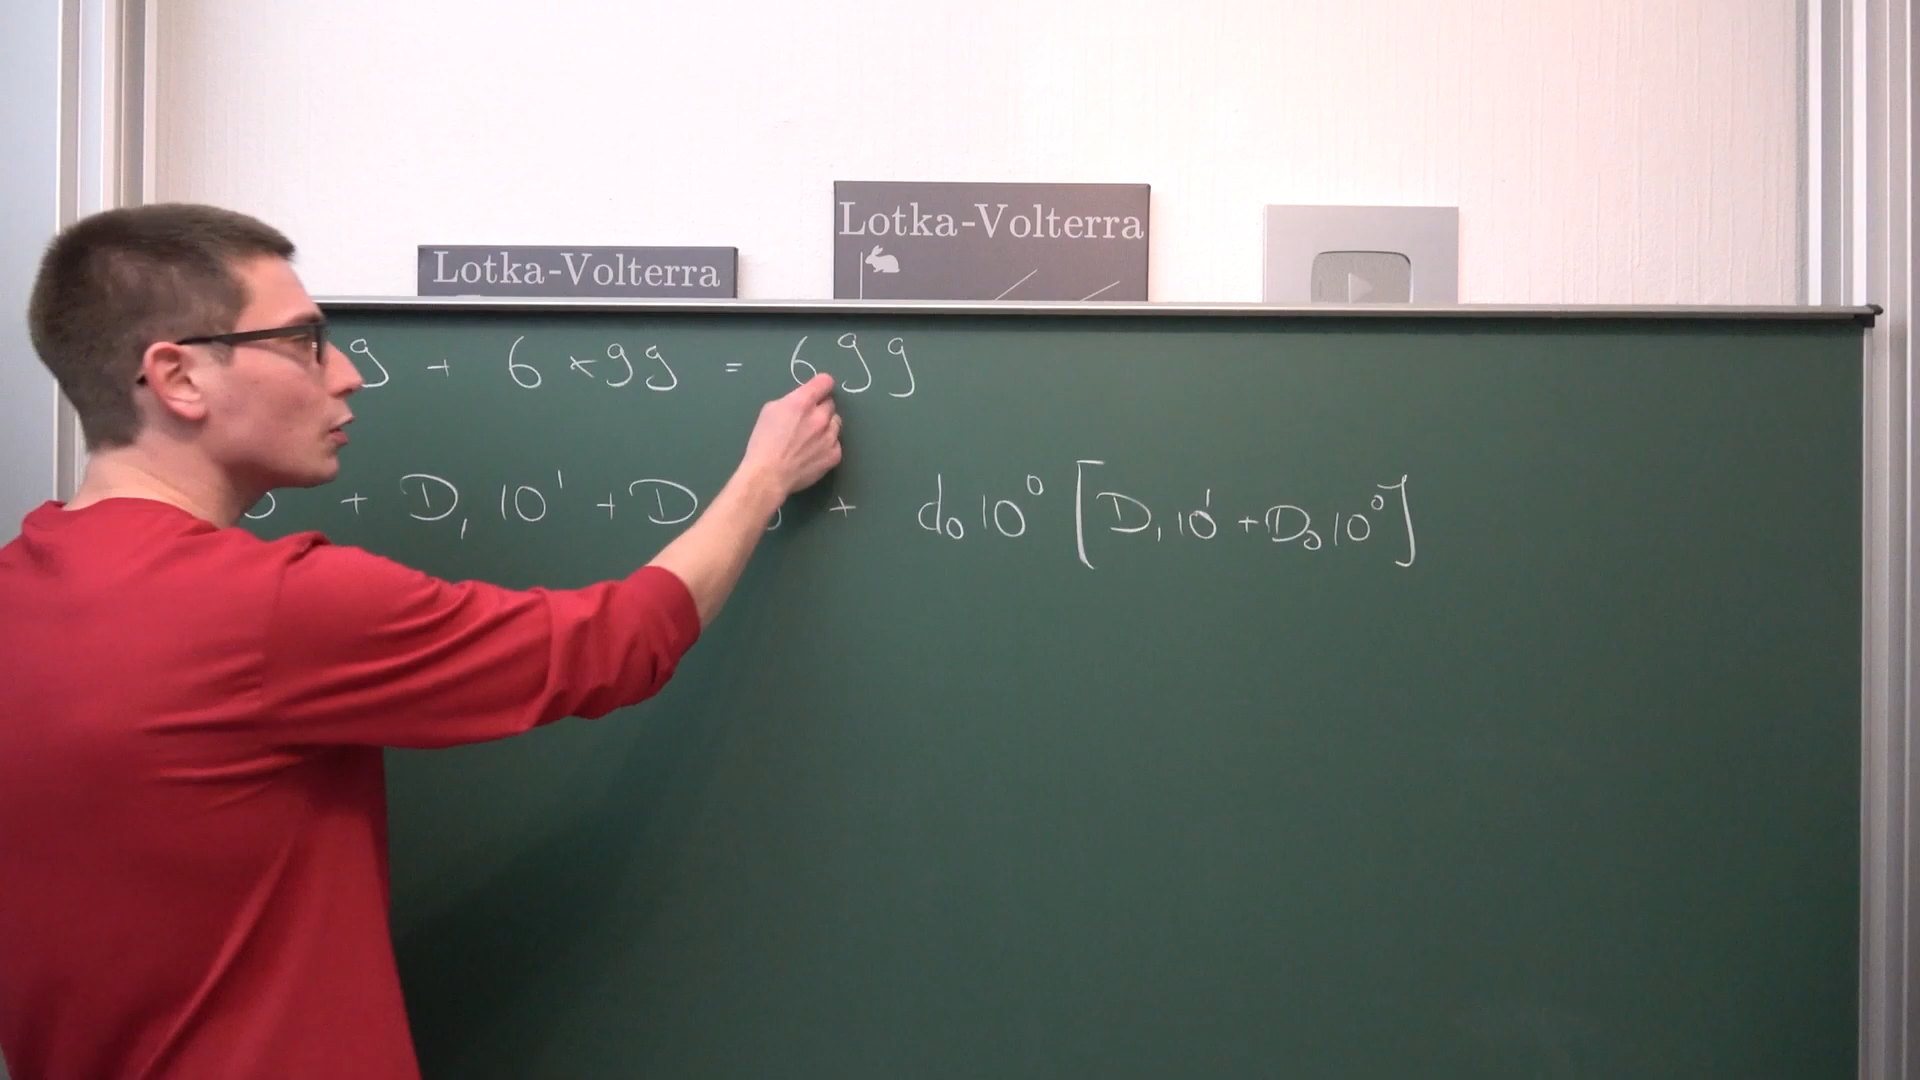 Lotka-Volterra
Lotka-Volterra
9 + 6 × 99 = 699
+ D₁ 10¹ + D + d₀ 10⁰ [D₁ 10¹ + D₀ 10⁰]